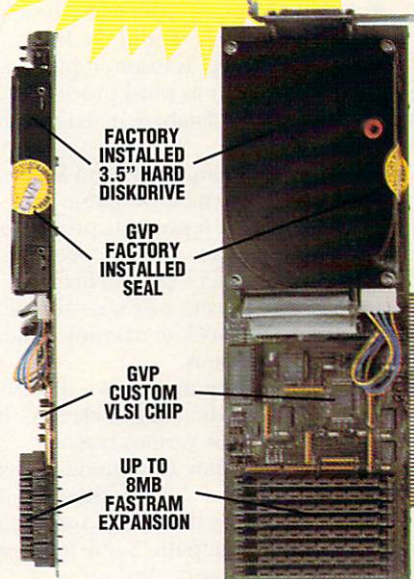 FACTORY
INSTALLED
3.5" HARD
DISKDRIVE
GVP
GVP
FACTORY
INSTALLED
SEAL
GVP
CUSTOM
VLSI CHIP
UP TO
8MB
FASTRAM
EXPANSION